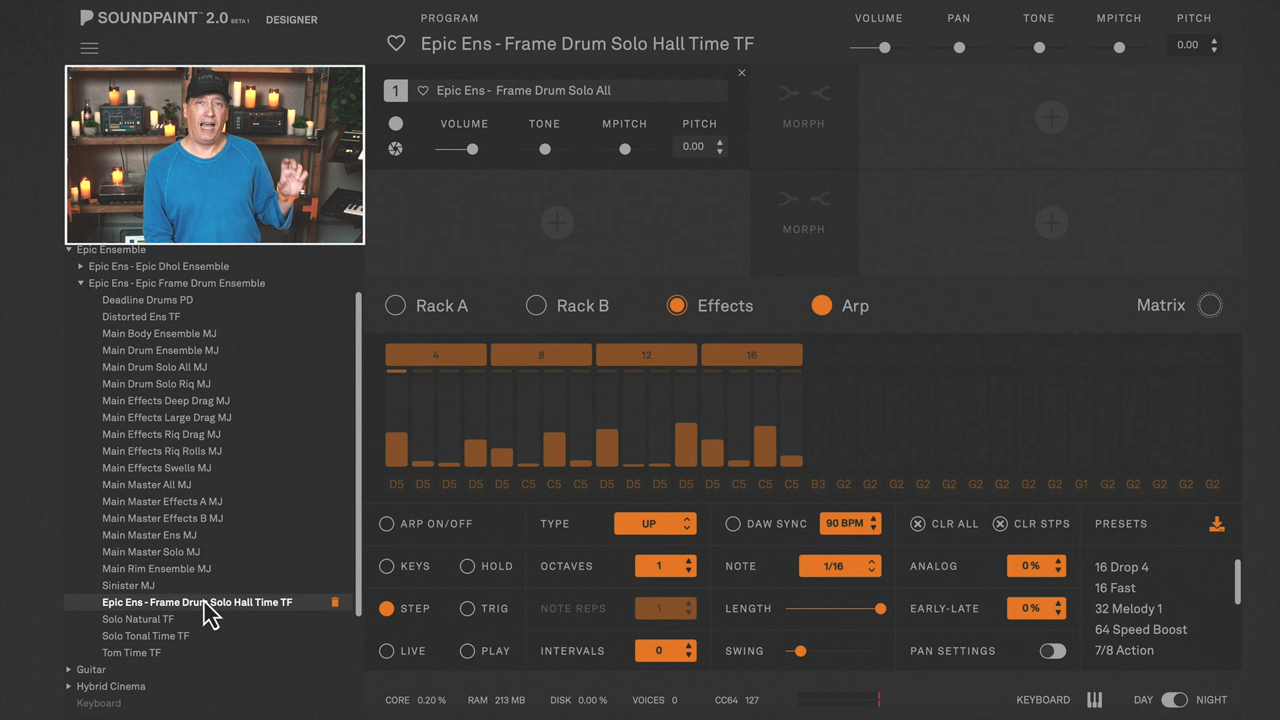 SOUNDPAINT™ 2.0 BETA 1 DESIGNER
PROGRAM
Epic Ens - Frame Drum Solo Hall Time TF
VOLUME PAN TONE MPITCH PITCH
0.00
1 Epic Ens - Frame Drum Solo All
VOLUME TONE MPITCH PITCH
0.00
MORPH
MORPH
Epic Ensemble
Epic Ens - Epic Dhol Ensemble
Epic Ens - Epic Frame Drum Ensemble
Deadline Drums PD
Distorted Ens TF
Main Body Ensemble MJ
Main Drum Ensemble MJ
Main Drum Solo All MJ
Main Drum Solo Riq MJ
Main Effects Deep Drag MJ
Main Effects Large Drag MJ
Main Effects Riq Drag MJ
Main Effects Riq Rolls MJ
Main Effects Swells MJ
Main Master All MJ
Main Master Effects A MJ
Main Master Effects B MJ
Main Master Ens MJ
Main Master Solo MJ
Main Rim Ensemble MJ
Sinister MJ
Epic Ens - Frame Drum Solo Hall Time TF
Solo Natural TF
Solo Tonal Time TF
Tom Time TF
Guitar
Hybrid Cinema
Keyboard
Rack A Rack B Effects Arp Matrix
4 8 12 16
D5 D5 D5 D5 D5 C5 C5 C5 D5 D5 D5 D5 D5 C5 C5 C5 B3 G2 G2 G2 G2 G2 G2 G2 G2 G2 G1 G2 G2 G2 G2 G2
ARP ON/OFF TYPE UP DAW SYNC 90 BPM CLR ALL CLR STPS PRESETS
KEYS HOLD OCTAVES 1 NOTE 1/16 ANALOG 0 %
STEP TRIG NOTE REPS 1 LENGTH EARLY-LATE 0 %
LIVE PLAY INTERVALS 0 SWING PAN SETTINGS
16 Drop 4
16 Fast
32 Melody 1
64 Speed Boost
7/8 Action
CORE 0.20 % RAM 213 MB DISK 0.00 % VOICES 0 CC64 127 KEYBOARD DAY NIGHT